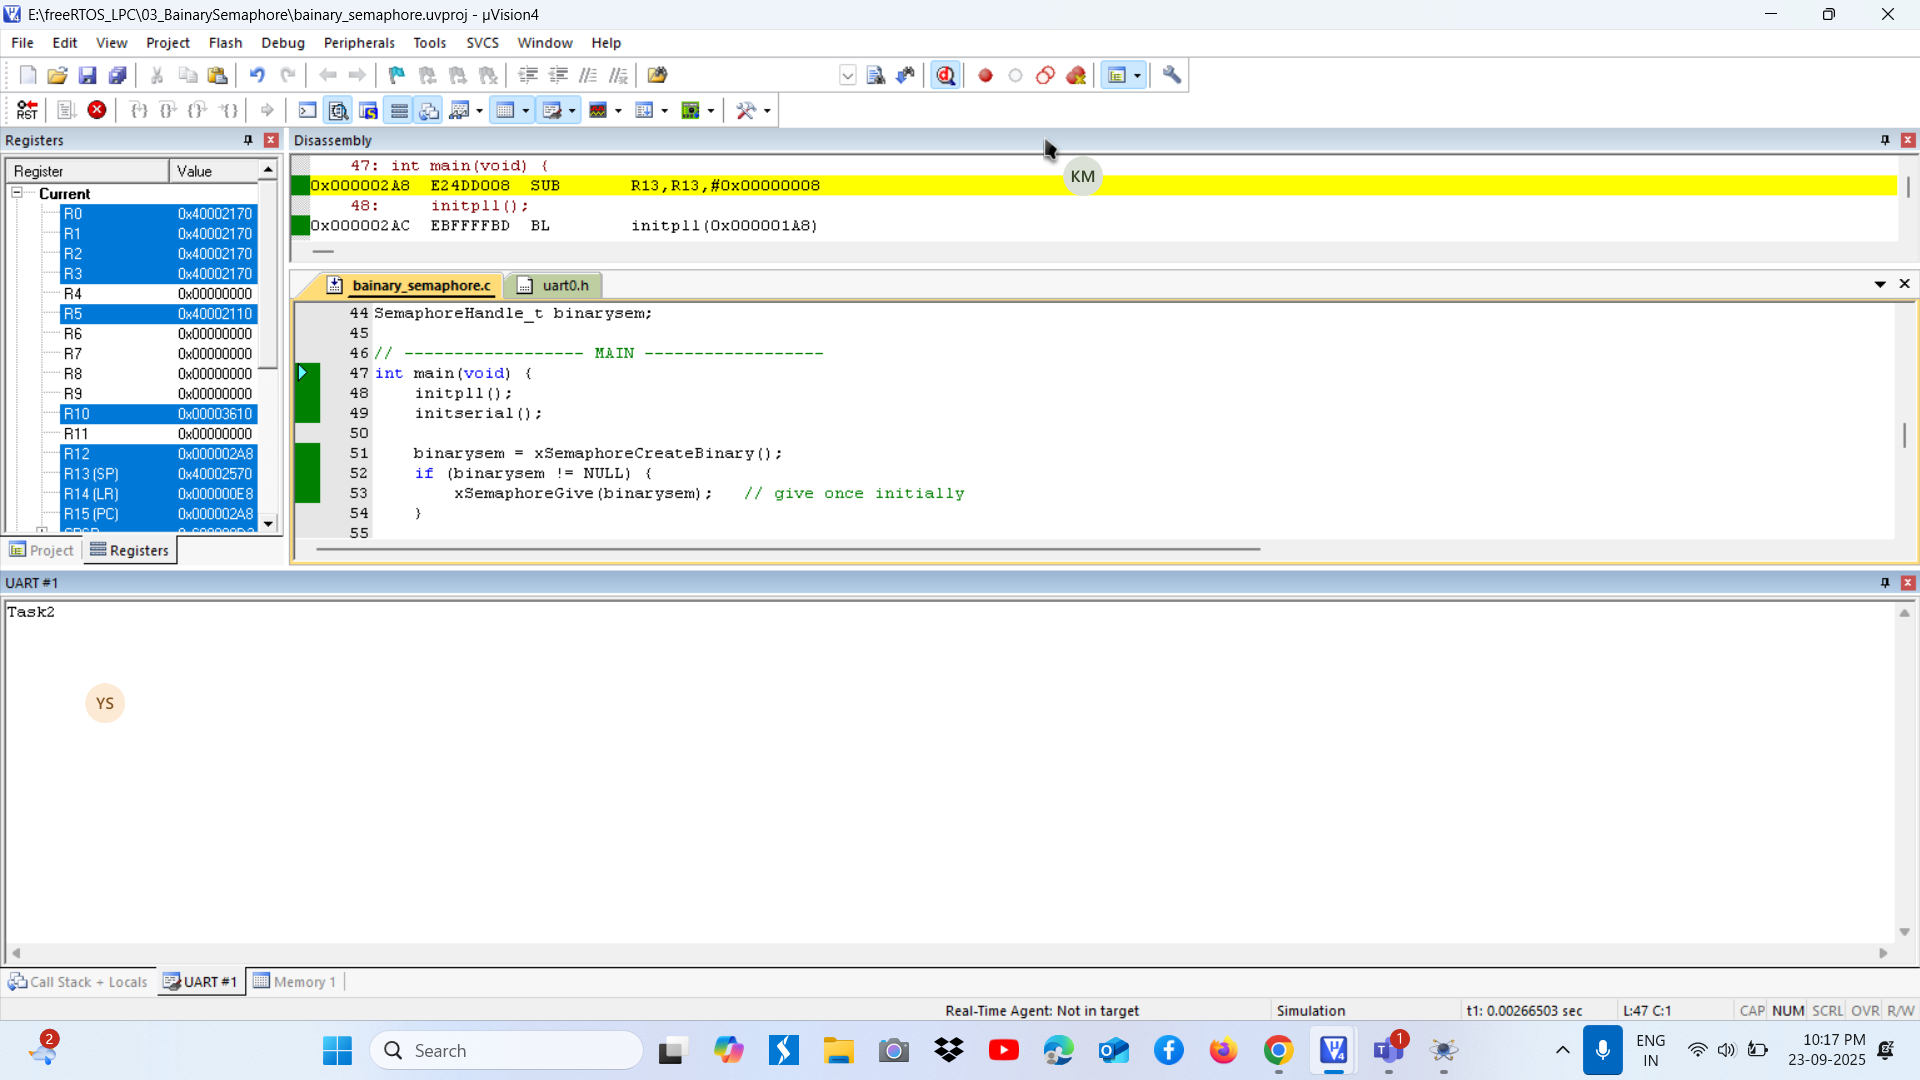 E:\freeRTOS_LPC\03_BainarySemaphore\bainary_semaphore.uvproj - µVision4
File Edit View Project Flash Debug Peripherals Tools SVCS Window Help
RST
Registers
Register Value
Current
R0 0x40002170
R1 0x40002170
R2 0x40002170
R3 0x40002170
R4 0x00000000
R5 0x40002110
R6 0x00000000
R7 0x00000000
R8 0x00000000
R9 0x00000000
R10 0x00003610
R11 0x00000000
R12 0x000002A8
R13 (SP) 0x40002570
R14 (LR) 0x000000E8
R15 (PC) 0x000002A8
Project Registers
Disassembly
47: int main(void) {
0x000002A8 E24DD008 SUB R13,R13,#0x00000008
48: initpll();
0x000002AC EBFFFFBD BL initpll(0x000001A8)
KM
bainary_semaphore.c uart0.h
44 SemaphoreHandle_t binarysem;
45
46 // ------------------ MAIN ------------------
47 int main(void) {
48 initpll();
49 initserial();
50
51 binarysem = xSemaphoreCreateBinary();
52 if (binarysem != NULL) {
53 xSemaphoreGive(binarysem); // give once initially
54 }
55
UART #1
Task2
YS
Call Stack + Locals UART #1 Memory 1
Real-Time Agent: Not in target Simulation t1: 0.00266503 sec L:47 C:1 CAP NUM SCRL OVR R/W
2
Search
1
ENG
IN
10:17 PM
23-09-2025